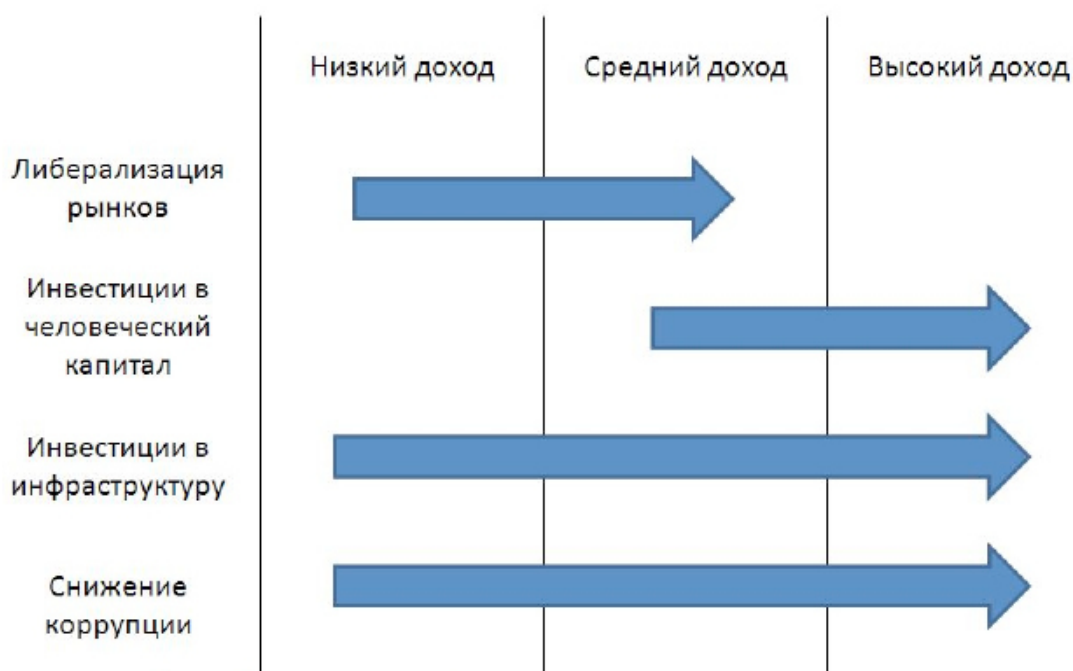 Низкий доход
Средний доход
Высокий доход
Либерализация
рынков
Инвестиции в
человеческий
капитал
Инвестиции в
инфраструктуру
Снижение
коррупции